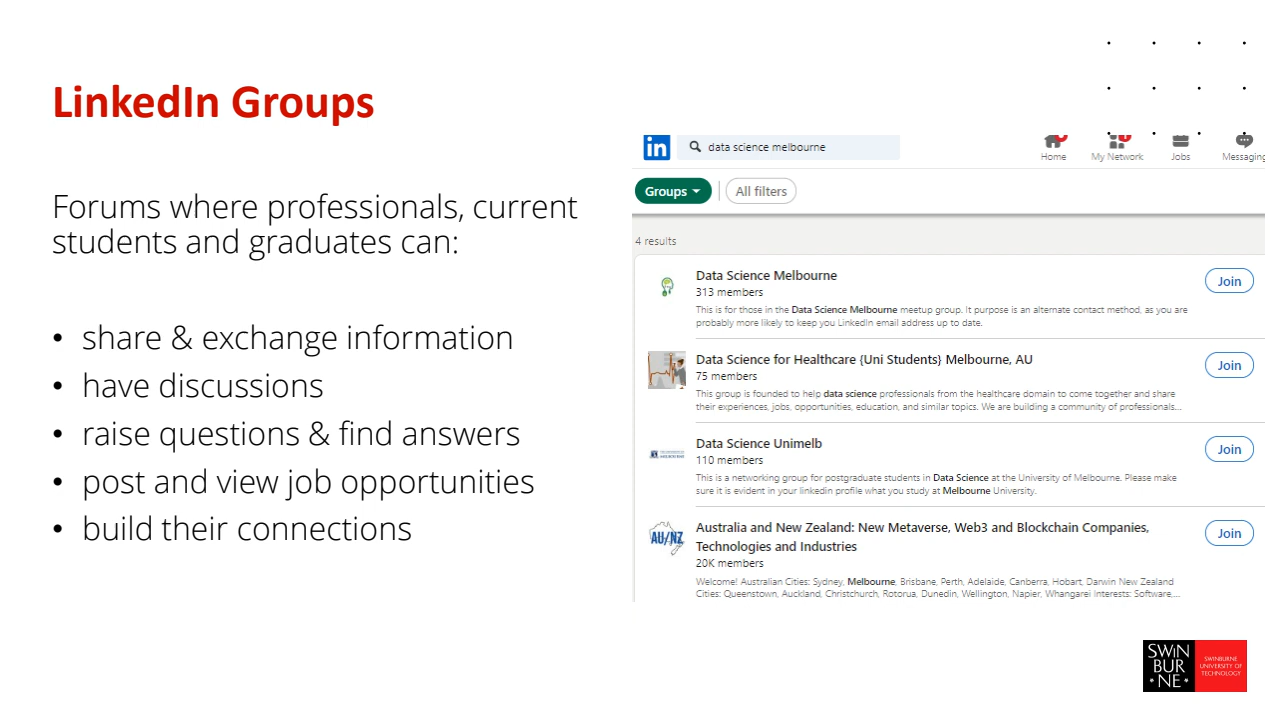 LinkedIn Groups
Forums where professionals, current
students and graduates can:
• share & exchange information
• have discussions
• raise questions & find answers
• post and view job opportunities
• build their connections
in
data science melbourne
Home
My Network
Jobs
Messaging
Groups
All filters
4 results
Data Science Melbourne
313 members
This is for those in the Data Science Melbourne meetup group. It purpose is an alternate contact method, as you are
probably more likely to keep you LinkedIn email address up to date.
Join
Data Science for Healthcare {Uni Students} Melbourne, AU
75 members
This group is founded to help data science professionals from the healthcare domain to come together and share
their experiences, jobs, opportunities, education, and similar topics. We are building a community of professionals...
Join
Data Science Unimelb
110 members
This is a networking group for postgraduate students in Data Science at the University of Melbourne. Please make
sure it is evident in your linkedin profile what you study at Melbourne University.
Join
AU/NZ
Australia and New Zealand: New Metaverse, Web3 and Blockchain Companies,
Technologies and Industries
20K members
Welcome! Australian Cities: Sydney, Melbourne, Brisbane, Perth, Adelaide, Canberra, Hobart, Darwin New Zealand
Cities: Queenstown, Auckland, Christchurch, Rotorua, Dunedin, Wellington, Napier, Whangarei Interests: Software,...
Join
SWIN
BUR
NE
SWINBURNE
UNIVERSITY OF
TECHNOLOGY